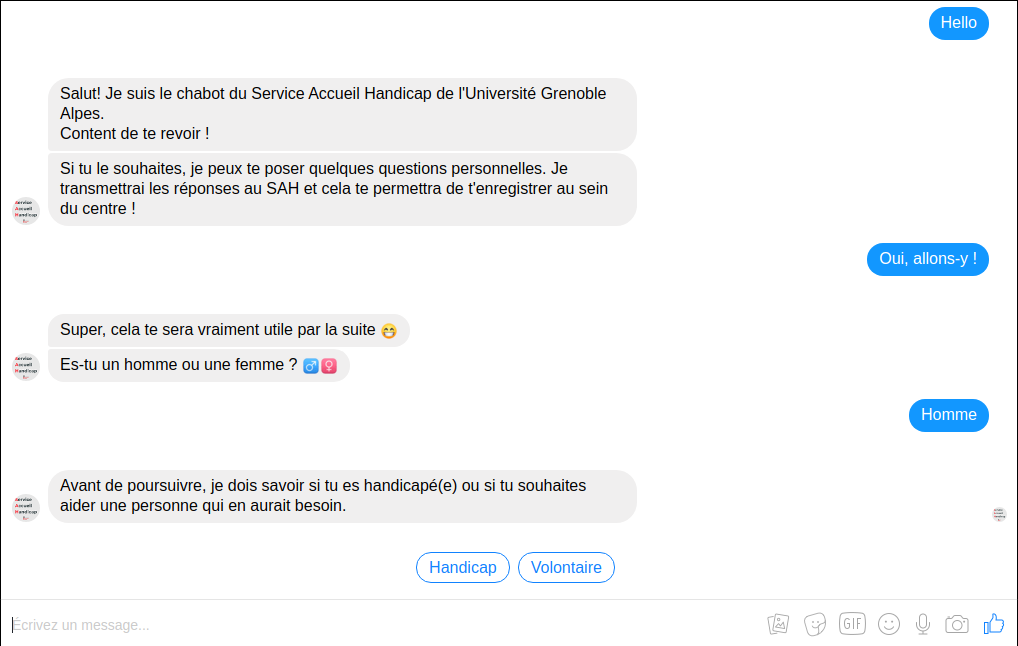 Hello
Salut! Je suis le chabot du Service Accueil Handicap de l'Université Grenoble
Alpes.
Content de te revoir !
Si tu le souhaites, je peux te poser quelques questions personnelles. Je
transmettrai les réponses au SAH et cela te permettra de t'enregistrer au sein
du centre !
Service
Accueil
Handicap
Oui, allons-y !
Super, cela te sera vraiment utile par la suite 😁
Es-tu un homme ou une femme ? ♂♀
Service
Accueil
Handicap
Homme
Avant de poursuivre, je dois savoir si tu es handicapé(e) ou si tu souhaites
aider une personne qui en aurait besoin.
Service
Accueil
Handicap
Handicap
Volontaire
Écrivez un message...
GIF